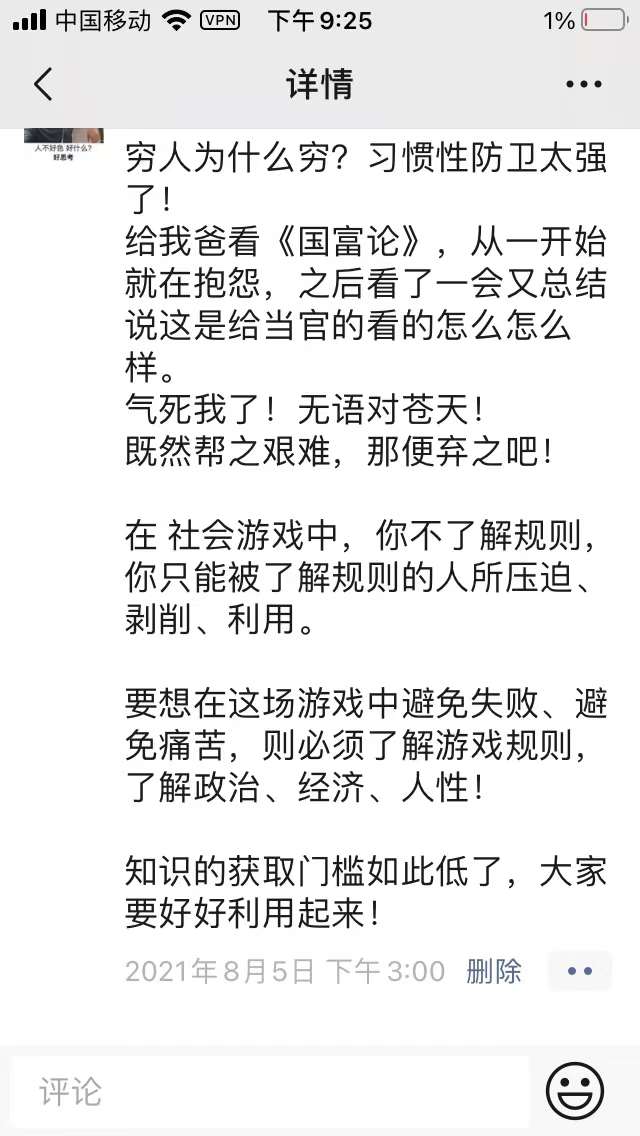 中国移动 VPN 下午9:25 1%
详情
人不好色 好什么?
好思考
穷人为什么穷？习惯性防卫太强
了！
给我爸看《国富论》，从一开始
就在抱怨，之后看了一会又总结
说这是给当官的看的怎么怎么
样。
气死我了！无语对苍天！
既然帮之艰难，那便弃之吧！
在 社会游戏中，你不了解规则，
你只能被了解规则的人所压迫、
剥削、利用。
要想在这场游戏中避免失败、避
免痛苦，则必须了解游戏规则，
了解政治、经济、人性！
知识的获取门槛如此低了，大家
要好好利用起来！
2021年8月5日 下午3:00 删除
评论